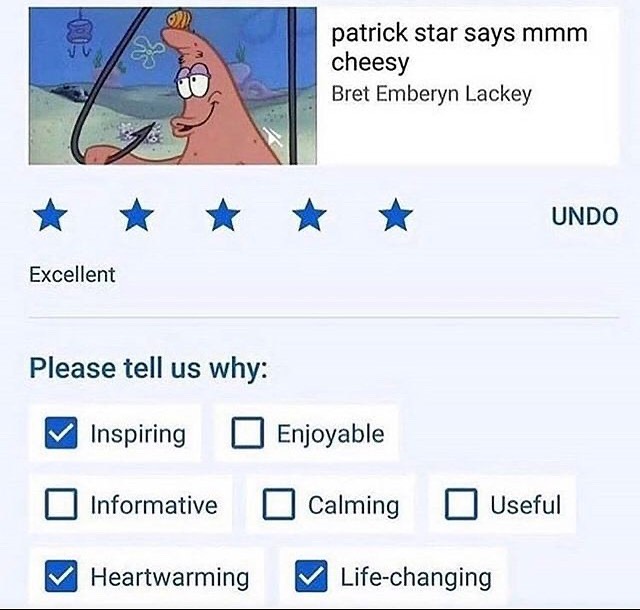 patrick star says mmm
cheesy
Bret Emberyn Lackey
UNDO
Excellent
Please tell us why:
Inspiring
Enjoyable
Informative
Calming
Useful
Heartwarming
Life-changing